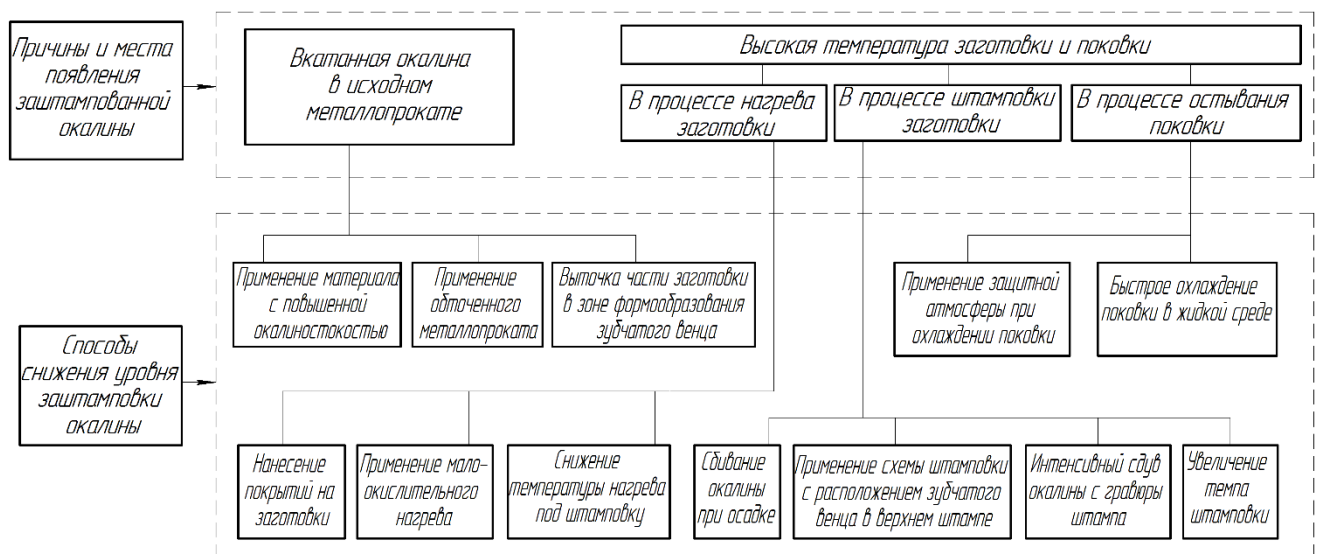 Причины и места
появления
заштампованной
окалины
Вкатанная окалина
в исходном
металлопрокате
Высокая температура заготовки и поковки
В процессе нагрева
заготовки
В процессе штамповки
заготовки
В процессе остывания
поковки
Способы
снижения уровня
заштамповки
окалины
Применение материала
с повышенной
окалиностокостью
Применение
обточенного
металлопроката
Выточка части заготовки
в зоне формообразования
зубчатого венца
Применение защитной
атмосферы при
охлаждении поковки
Быстрое охлаждение
поковки в жидкой среде
Нанесение
покрытий на
заготовки
Применение мало-
окислительного
нагрева
Снижение
температуры нагрева
под штамповку
Сбивание
окалины
при осадке
Применение схемы штамповки
с расположением зубчатого
венца в верхнем штампе
Интенсивный сдув
окалины с гравюры
штампа
Увеличение
темпа
штамповки